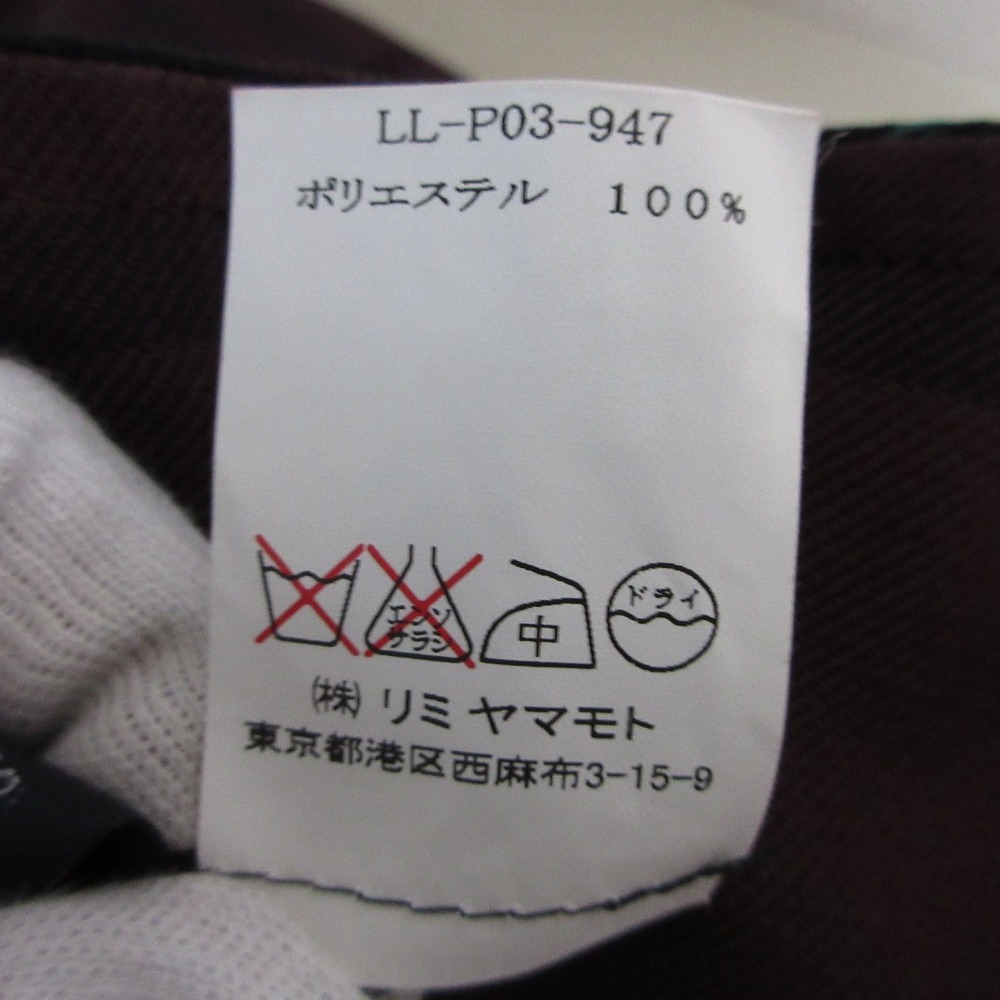 LL-P03-947
ポリエステル 100%
エンソ
サラシ
中
ドライ
㈱ リミ ヤマモト
東京都港区西麻布3-15-9